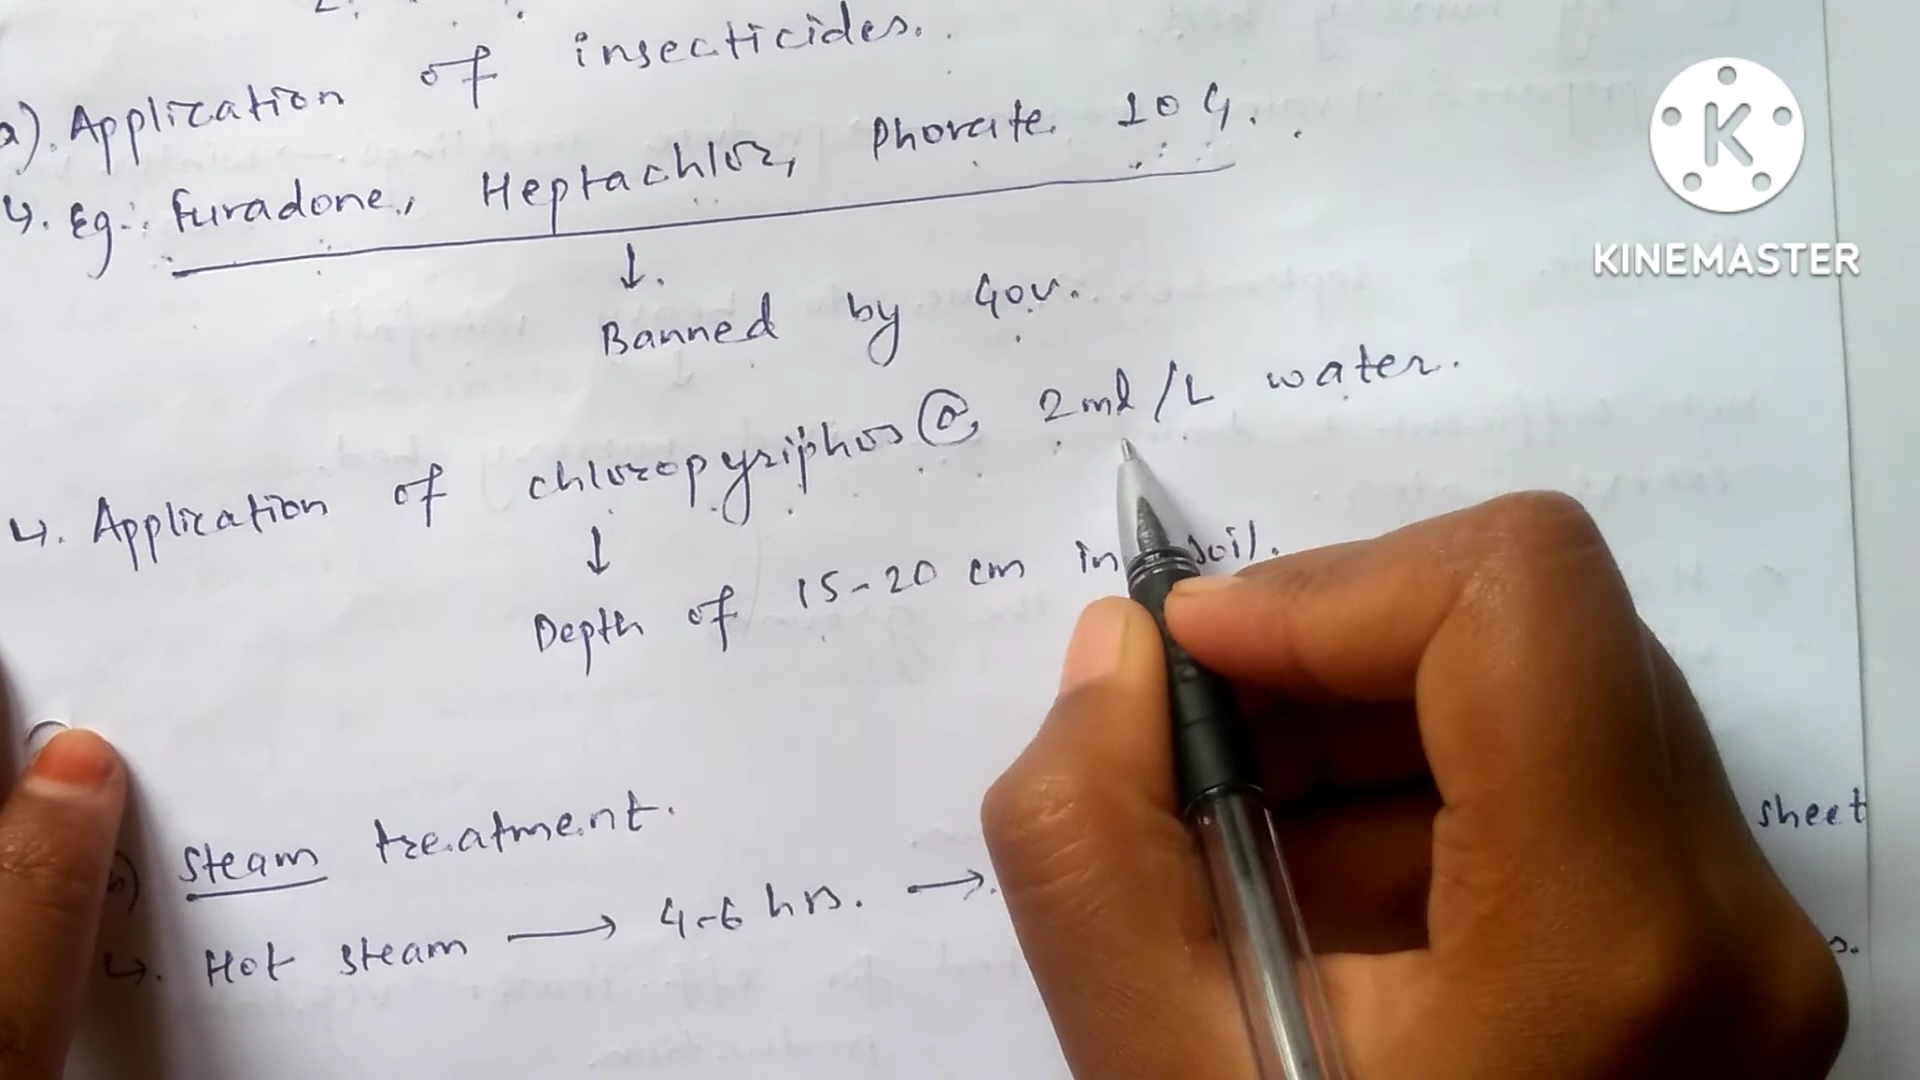 a). Application of insecticides.
↳. Eg.: Furadone, Heptachlor, Phorate 10 G.
↓.
Banned by Gov.
↳. Application of chloropyriphos @ 2ml/L water.
↓
Depth of 15-20 cm in soil.
b) steam treatment.
↳. Hot steam → 4-6 hrs. →
sheet
KINEMASTER